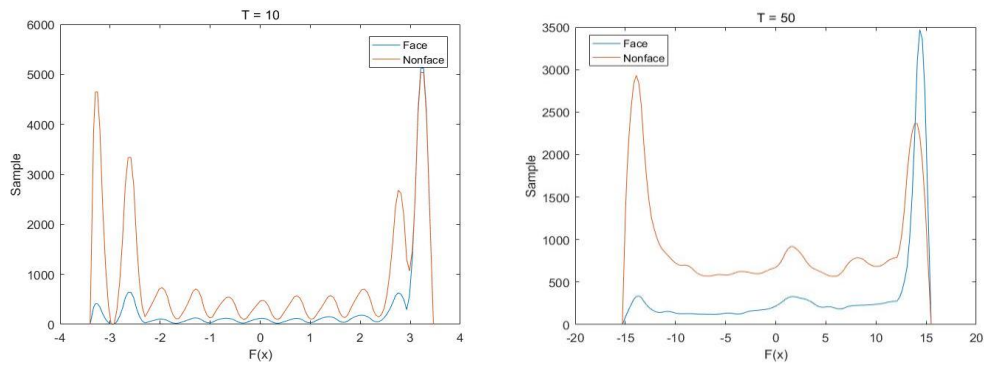 T = 10
6000
5000
4000
3000
2000
1000
0
Sample
-4 -3 -2 -1 0 1 2 3 4
F(x)
Face
Nonface
T = 50
3500
3000
2500
2000
1500
1000
500
0
Sample
-20 -15 -10 -5 0 5 10 15 20
F(x)
Face
Nonface